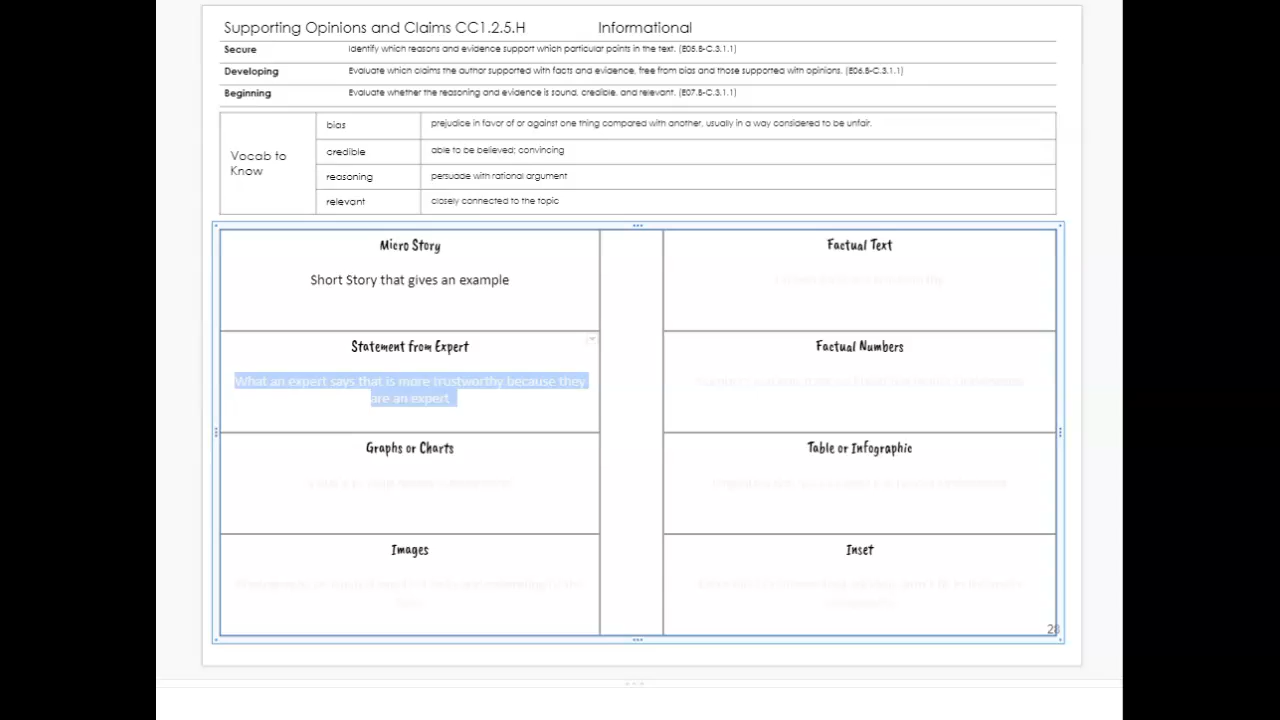 Supporting Opinions and Claims CC1.2.5.H Informational
Secure Identify which reasons and evidence support which particular points in the text. (E05.B-C.3.1.1)
Developing Evaluate which claims the author supported with facts and evidence, free from bias and those supported with opinions. (E06.B-C.3.1.1)
Beginning Evaluate whether the reasoning and evidence is sound, credible, and relevant. (E07.B-C.3.1.1)
Vocab to Know
bias prejudice in favor of or against one thing compared with another, usually in a way considered to be unfair.
credible able to be believed; convincing
reasoning persuade with rational argument
relevant closely connected to the topic
Micro Story
Short Story that gives an example
Factual Text
Statement from Expert
What an expert says that is more trustworthy because they
are an expert
Factual Numbers
Graphs or Charts
Table or Infographic
Images
Inset